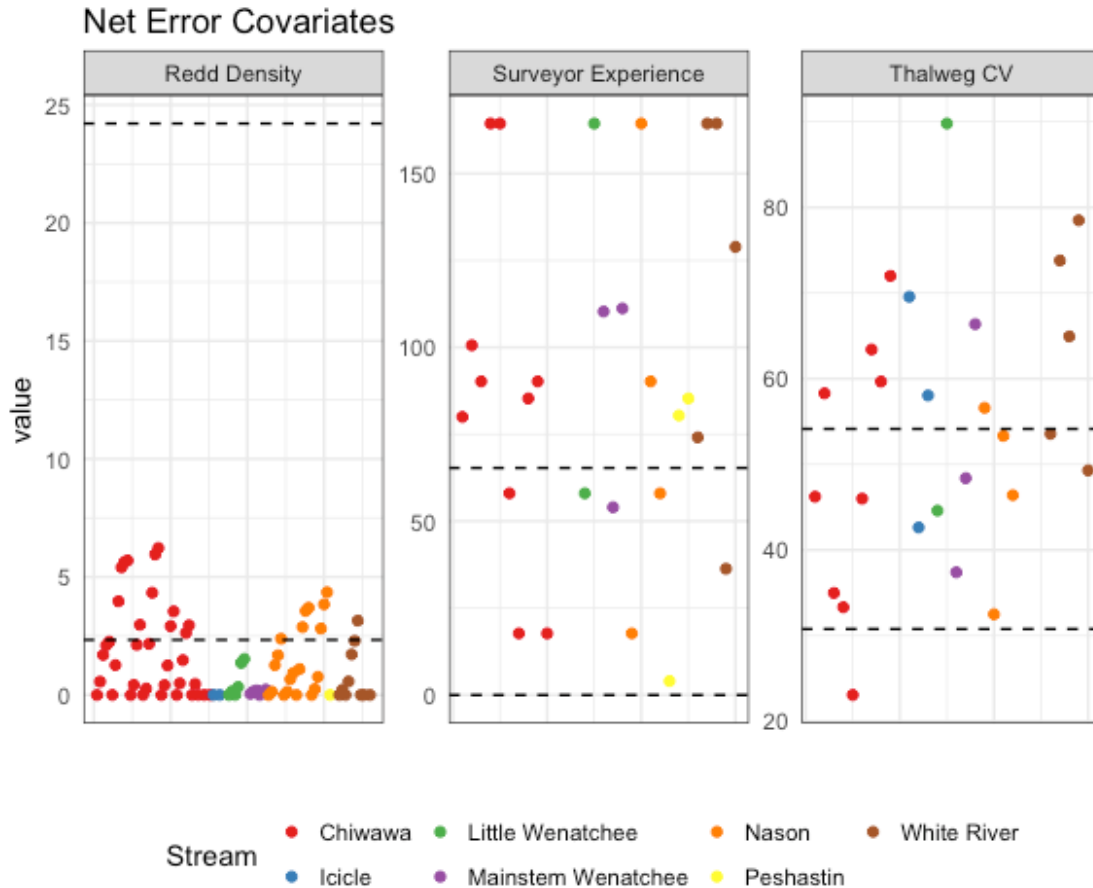 Net Error Covariates
Redd Density
Surveyor Experience
Thalweg CV
value
25
20
15
10
5
0
150
100
50
0
80
60
40
20
Stream
Chiwawa
Little Wenatchee
Nason
White River
Icicle
Mainstem Wenatchee
Peshastin